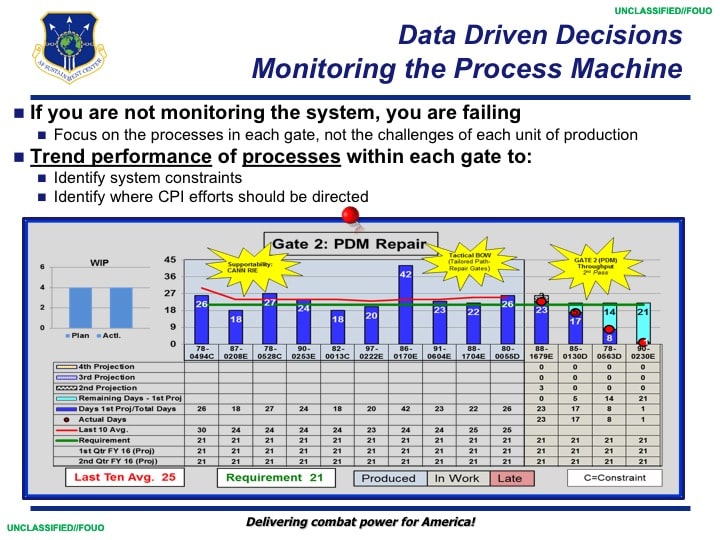 UNCLASSIFIED//FOUO
AF SUSTAINMENT CENTER
Data Driven Decisions
Monitoring the Process Machine
If you are not monitoring the system, you are failing
Focus on the processes in each gate, not the challenges of each unit of production
Trend performance of processes within each gate to:
Identify system constraints
Identify where CPI efforts should be directed
Gate 2: PDM Repair
WIP
6
4
2
0
Plan Actl.
Supportability:
CANN RIE
Tactical BOW
(Tailored Path-
Repair Gates)
GATE 2 (PDM)
Throughput
2nd Pass
45
36
27
18
9
0
26 18 27 24 18 20 42 23 22 26 23 17 8 14 21
78-0494C 87-0208E 78-0528C 90-0253E 82-0013C 97-0222E 86-0170E 91-0604E 88-1704E 80-0055D 88-1679E 85-0130D 78-0563D 90-0230E
4th Projection 0 0 0 0
3rd Projection 0 0 0 0
2nd Projection 3 0 0 0
Remaining Days - 1st Proj 0 5 14 21
Days 1st Proj/Total Days 26 18 27 24 18 20 42 23 22 26 23 17 8 1
Actual Days 23 17 8 1
Last 10 Avg. 30 24 24 24 24 23 24 24 25 25
Requirement 21 21 21 21 21 21 21 21 21 21 21 21 21 21
1st Qtr FY 16 (Proj) 21 21 21 21 21 21 21 21 21 21 21 21 21 21
2nd Qtr FY 16 (Proj) 21 21 21 21 21 21 21 21 21 21 21 21 21 21
Last Ten Avg. 25 Requirement 21 Produced In Work Late C=Constraint
Delivering combat power for America!
UNCLASSIFIED//FOUO